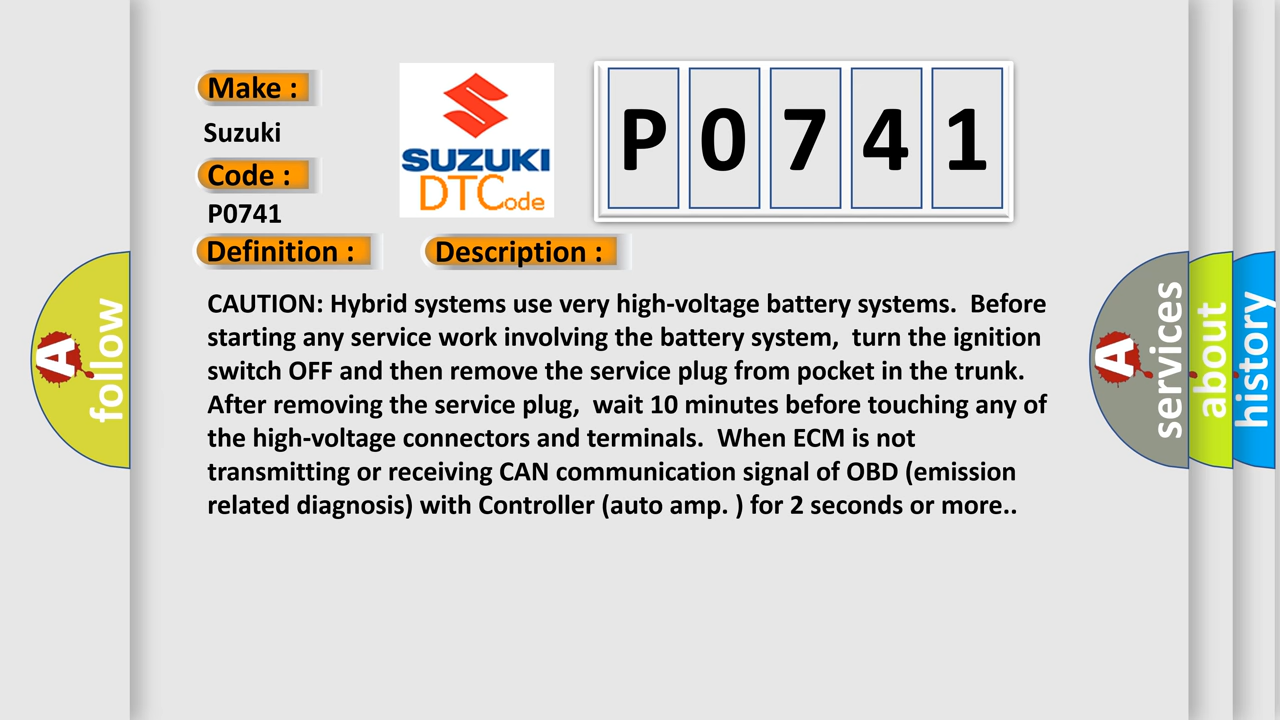 Make :
Suzuki
Code :
P0741
SUZUKI
DTCode
P0741
Definition :
Description :
CAUTION: Hybrid systems use very high-voltage battery systems. Before
starting any service work involving the battery system, turn the ignition
switch OFF and then remove the service plug from pocket in the trunk.
After removing the service plug, wait 10 minutes before touching any of
the high-voltage connectors and terminals. When ECM is not
transmitting or receiving CAN communication signal of OBD (emission
related diagnosis) with Controller (auto amp. ) for 2 seconds or more..
A
follow
A
services
about
history